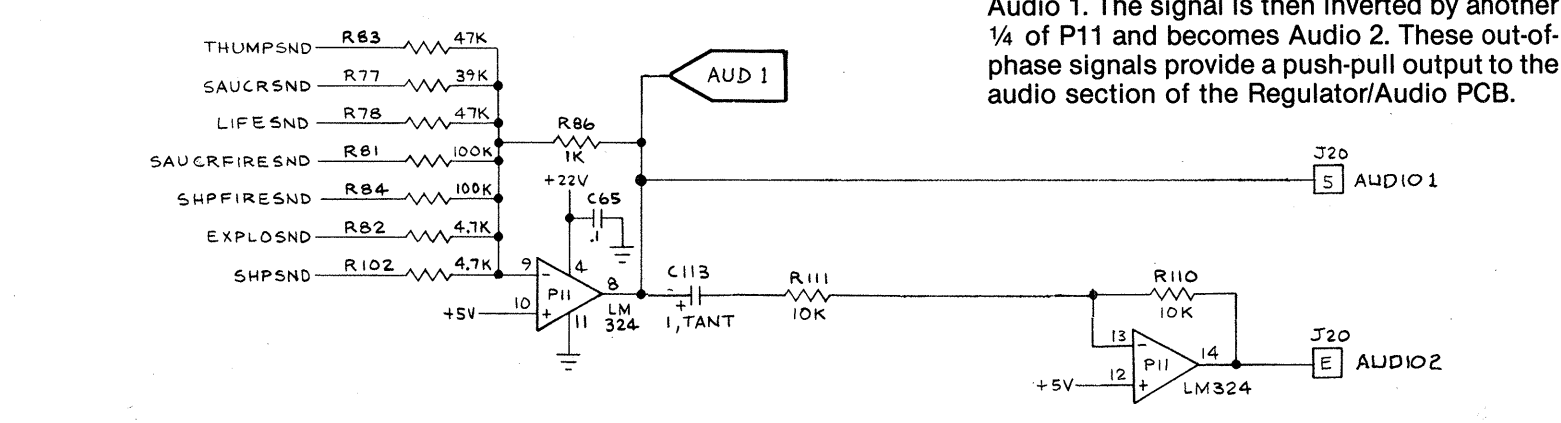 Audio 1. The signal is then inverted by another
¼ of P11 and becomes Audio 2. These out-of-
phase signals provide a push-pull output to the
audio section of the Regulator/Audio PCB.
THUMPSND R83 47K
SAUCRSND R77 39K
LIFESND R78 47K
SAUCRFIRESND R81 100K
SHPFIRESND R84 100K
EXPLOSND R82 4.7K
SHPSND R102 4.7K
AUD 1
R86
1K
+22V
C65
.1
9 - 4
P11
8
10 +
11
LM
324
+5V
C113
- +
1, TANT
R111
10K
R110
10K
13 -
P11
14
12 +
LM324
+5V
J20
S AUDIO1
J20
E AUDIO2